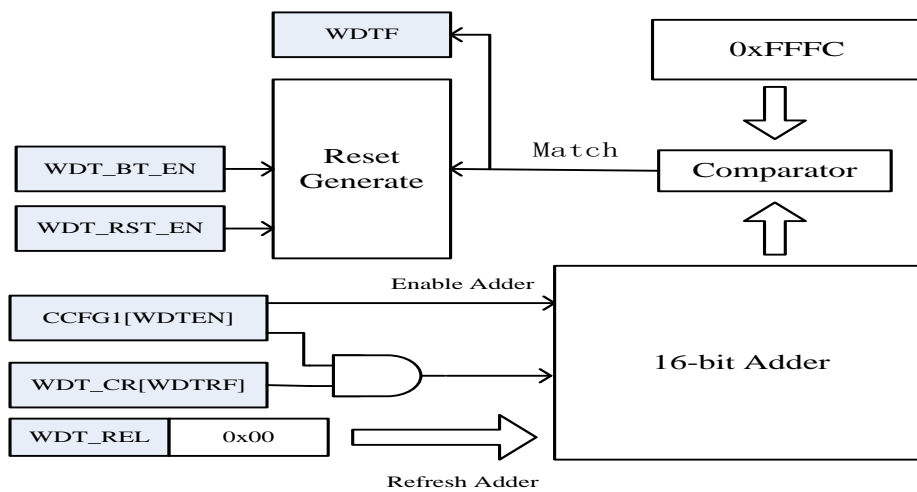 WDTF
0xFFFC
Reset
Generate
Match
WDT_BT_EN
Comparator
WDT_RST_EN
Enable Adder
CCFG1[WDTEN]
16-bit Adder
WDT_CR[WDTRF]
WDT_REL 0x00
Refresh Adder